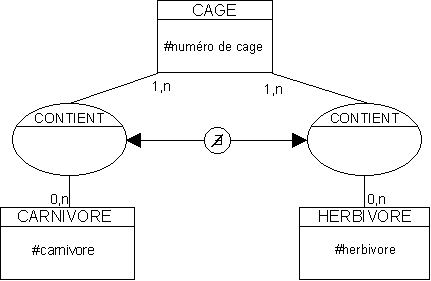 CAGE
#numéro de cage
1,n
1,n
CONTIENT
CONTIENT
0,n
0,n
CARNIVORE
HERBIVORE
#carnivore
#herbivore